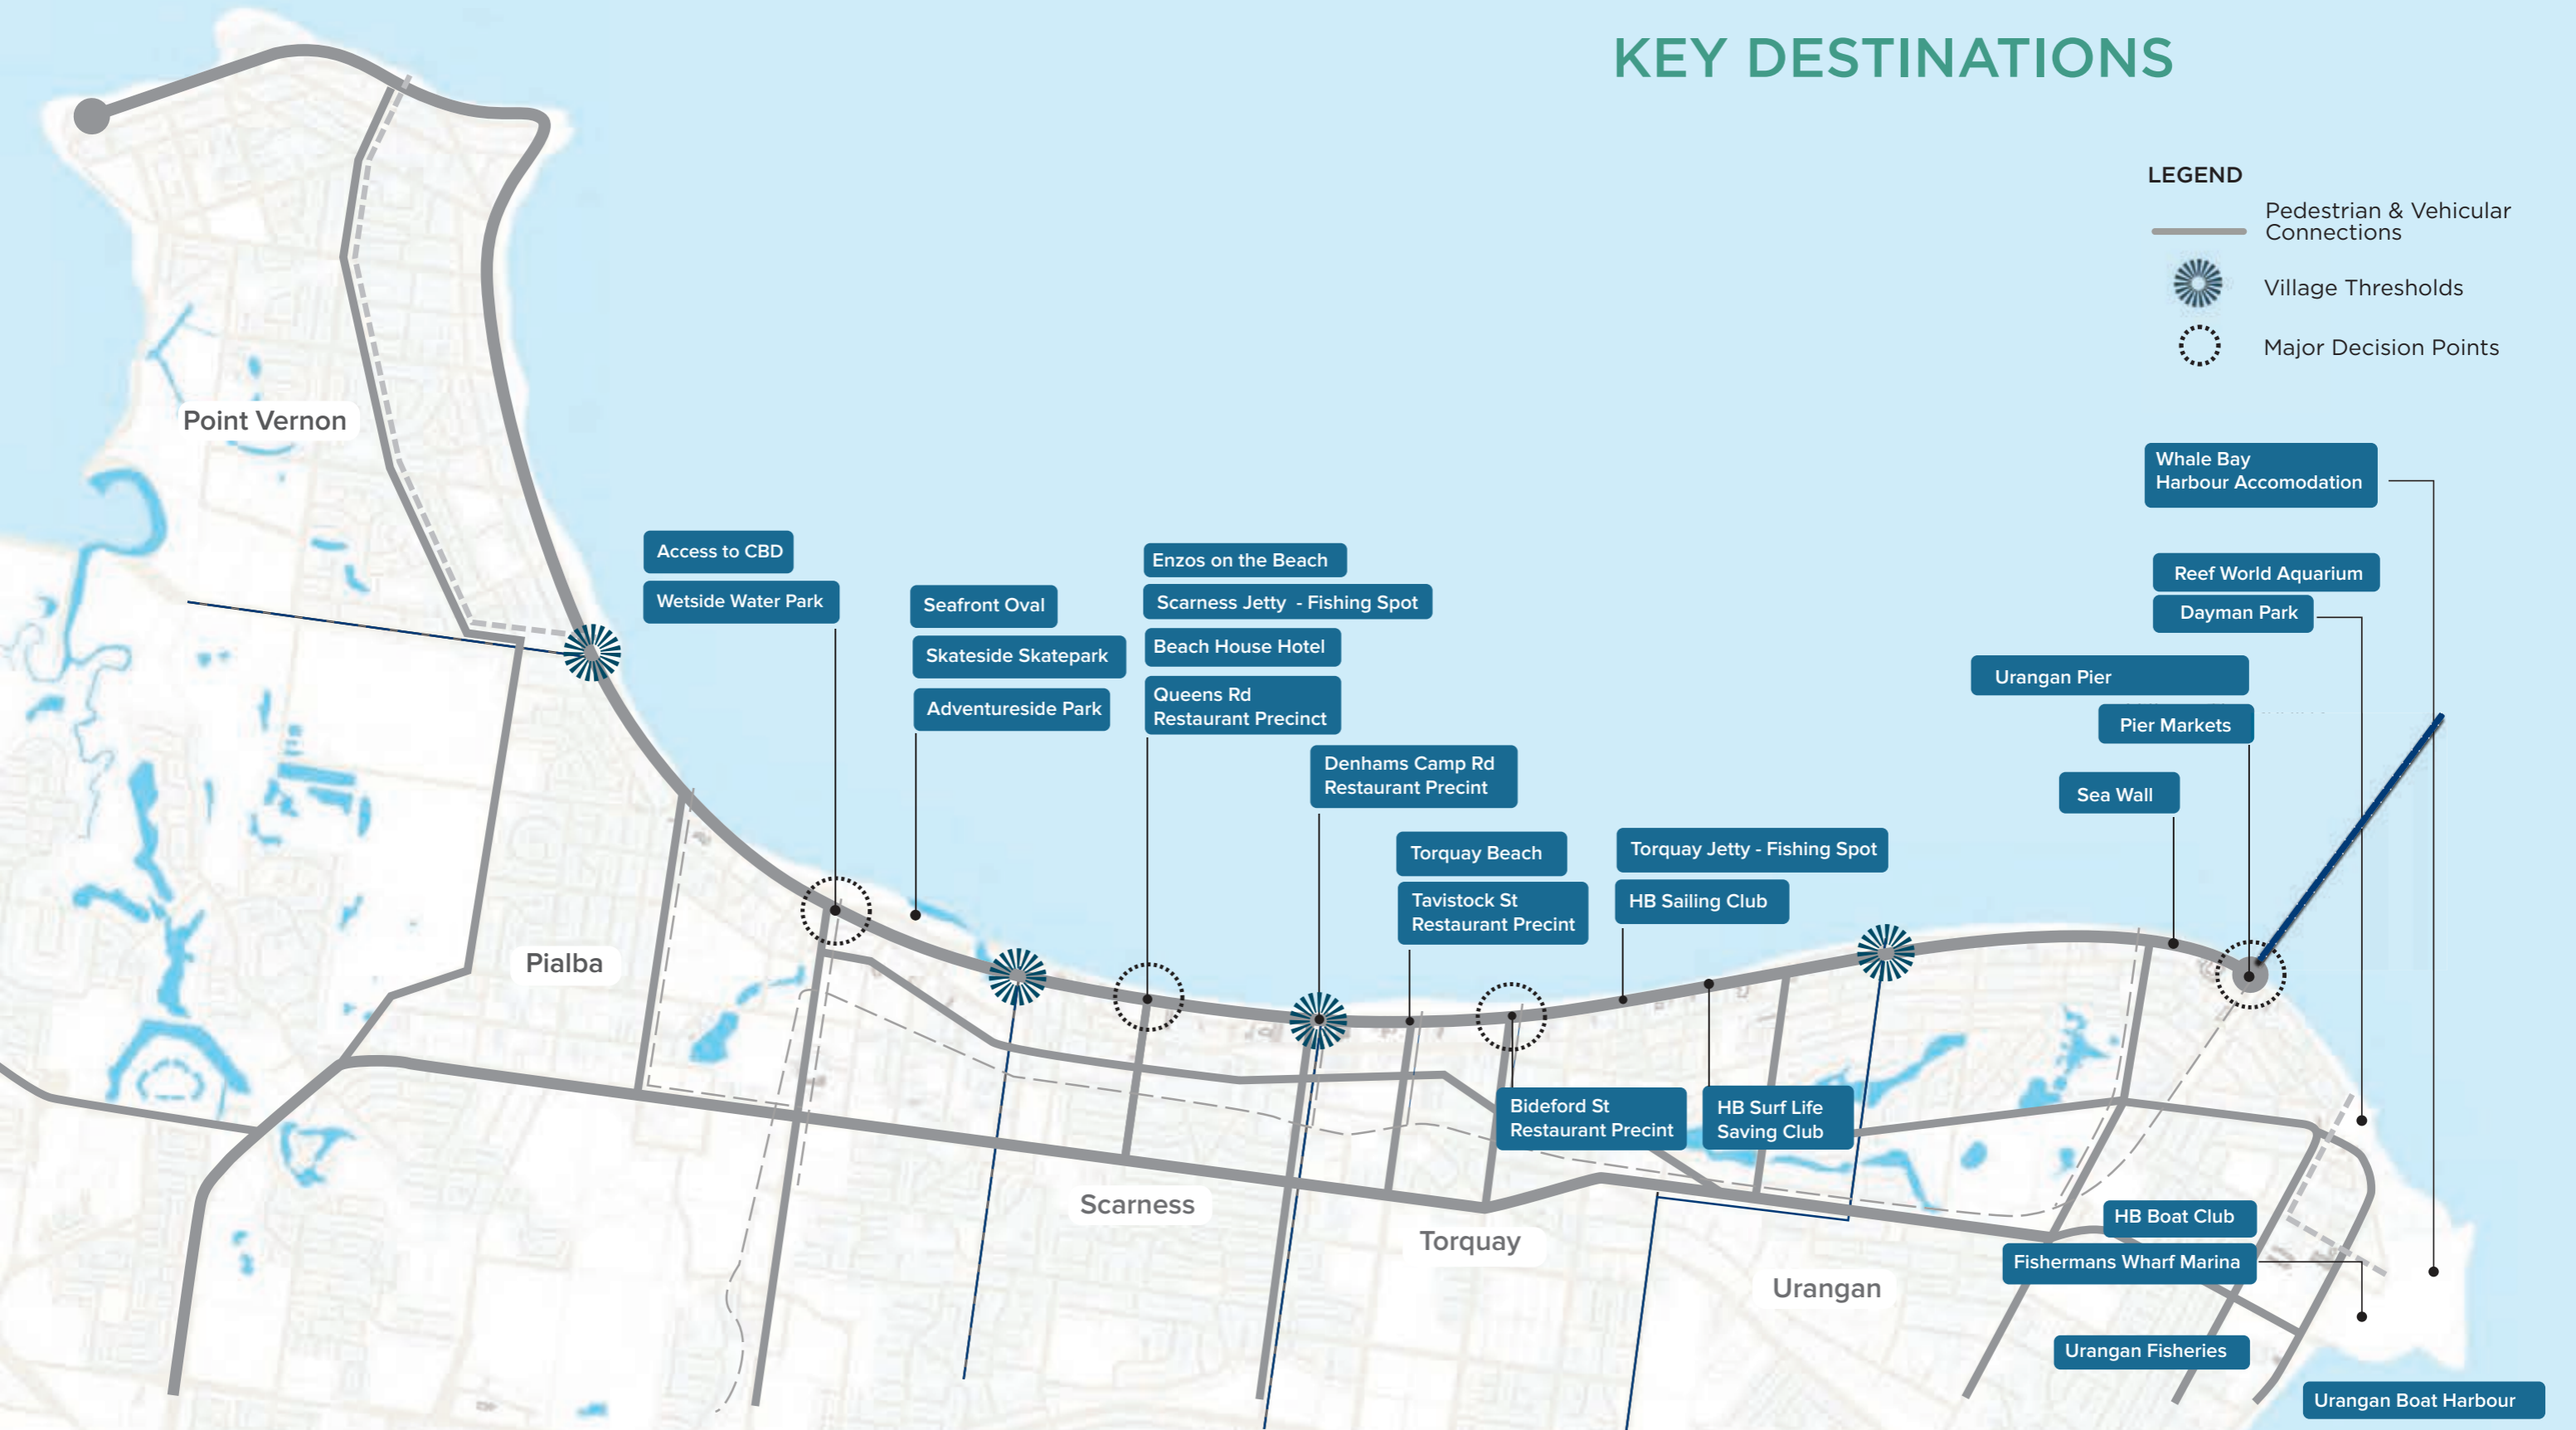 KEY DESTINATIONS
LEGEND
Pedestrian & Vehicular
Connections
Village Thresholds
Major Decision Points
Point Vernon
Whale Bay
Harbour Accomodation
Access to CBD
Wetside Water Park
Seafront Oval
Skateside Skatepark
Adventureside Park
Enzos on the Beach
Scarness Jetty - Fishing Spot
Beach House Hotel
Queens Rd
Restaurant Precinct
Reef World Aquarium
Dayman Park
Urangan Pier
Pier Markets
Denhams Camp Rd
Restaurant Precint
Sea Wall
Torquay Beach
Tavistock St
Restaurant Precint
Torquay Jetty - Fishing Spot
HB Sailing Club
Pialba
Bideford St
Restaurant Precint
HB Surf Life
Saving Club
Scarness
Torquay
Urangan
HB Boat Club
Fishermans Wharf Marina
Urangan Fisheries
Urangan Boat Harbour